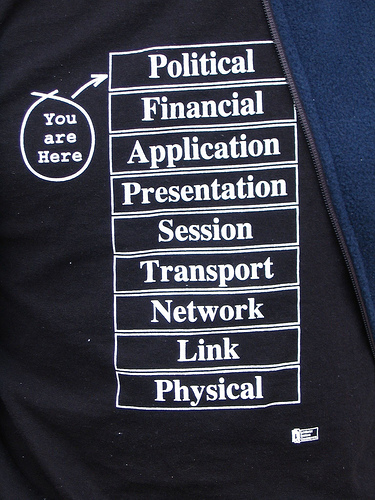 You
are
Here
Political
Financial
Application
Presentation
Session
Transport
Network
Link
Physical